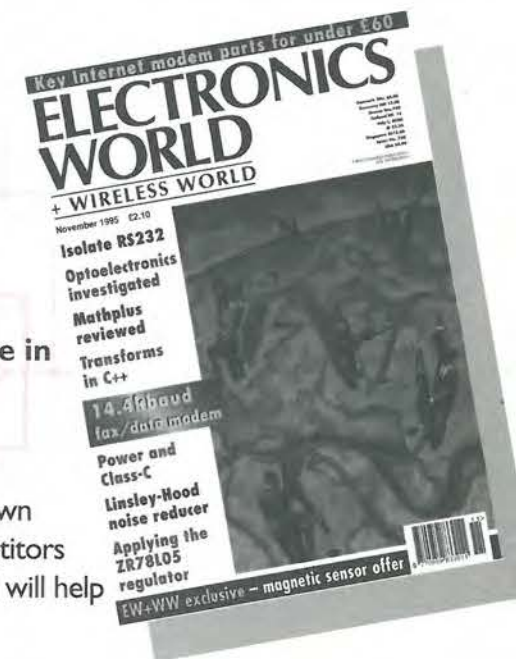 Key Internet modem parts for under £60
ELECTRONICS
WORLD
+ WIRELESS WORLD
November 1995 £2.10
Isolate RS232
Optoelectronics
investigated
Mathplus
reviewed
Transforms
in C++
14.4Kbaud
fax/data modem
Power and
Class-C
Linsley-Hood
noise reducer
Applying the
ZR78L05
regulator
EW+WW exclusive – magnetic sensor offer
e in
wn
titors
will help